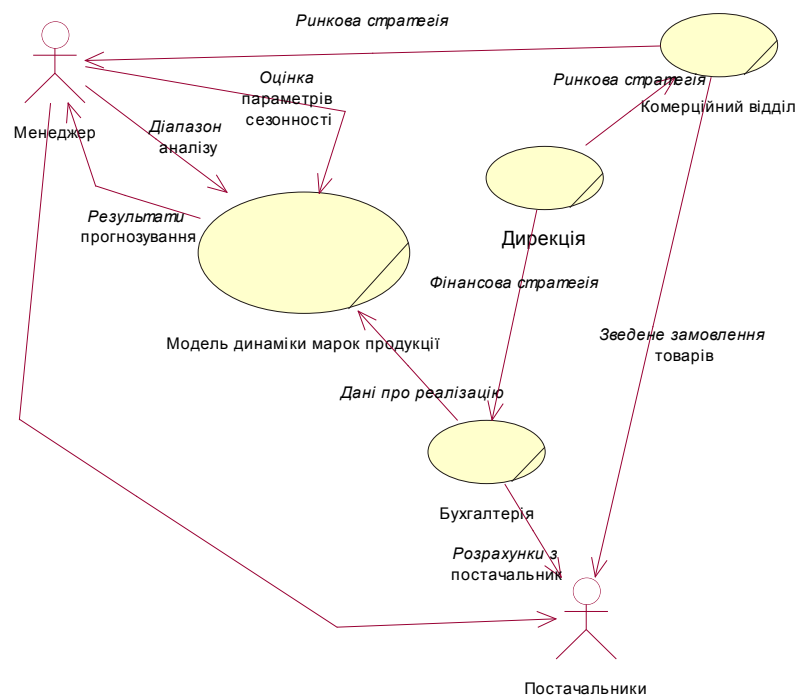 Ринкова стратегія
Оцінка
параметрів
сезонності
Ринкова стратегія
Комерційний відділ
Менеджер
Діапазон
аналізу
Результати
прогнозування
Дирекція
Фінансова стратегія
Модель динаміки марок продукції
Зведене замовлення
товарів
Дані про реалізацію
Бухгалтерія
Розрахунки з
постачальник
Постачальники